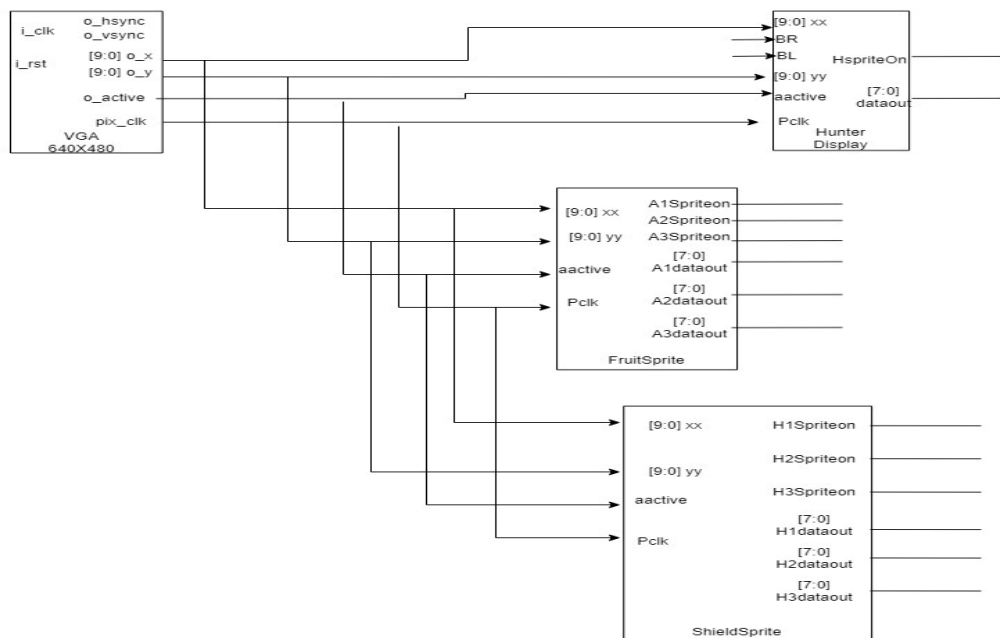 i_clk
o_hsync
o_vsync
[9:0] o_x
i_rst
[9:0] o_y
o_active
pix_clk
VGA
640X480
[9:0] xx
BR
BL
HspriteOn
[9:0] yy
[7:0]
aactive
dataout
Pclk
Hunter
Display
[9:0] xx
A1Spriteon
A2Spriteon
[9:0] yy
A3Spriteon
[7:0]
aactive
A1dataout
[7:0]
Pclk
A2dataout
[7:0]
A3dataout
FruitSprite
[9:0] xx
H1Spriteon
[9:0] yy
H2Spriteon
aactive
H3Spriteon
[7:0]
H1dataout
Pclk
[7:0]
H2dataout
[7:0]
H3dataout
ShieldSprite